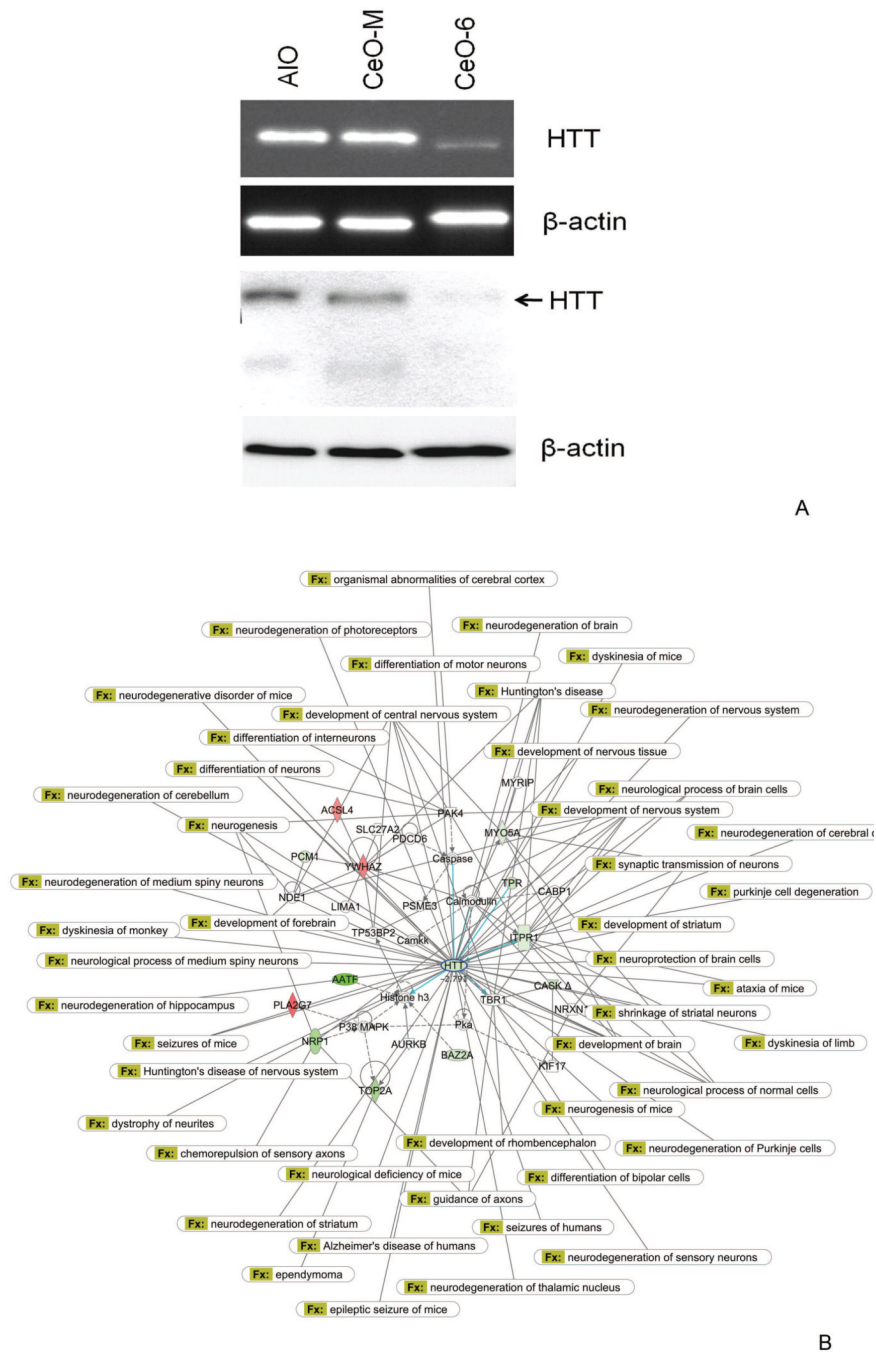 AlO
CeO-M
CeO-6
HTT
β-actin
HTT
β-actin
A
Fx: organismal abnormalities of cerebral cortex
Fx: neurodegeneration of brain
Fx: neurodegeneration of photoreceptors
Fx: differentiation of motor neurons
Fx: dyskinesia of mice
Fx: Huntington's disease
Fx: neurodegenerative disorder of mice
Fx: development of central nervous system
Fx: neurodegeneration of nervous system
Fx: differentiation of interneurons
Fx: development of nervous tissue
Fx: differentiation of neurons
MYRIP
Fx: neurological process of brain cells
Fx: neurodegeneration of cerebellum
ACSL4
PAK4
Fx: development of nervous system
Fx: neurogenesis
SLC27A2
PDCD6
MYO5A
Fx: neurodegeneration of cerebral c
PCM1
YWHAZ
Caspase
Fx: synaptic transmission of neurons
Fx: neurodegeneration of medium spiny neurons
TPR
NDE1
LIMA1
PSME3
Calmodulin
CABP1
Fx: purkinje cell degeneration
Fx: development of forebrain
Fx: development of striatum
Fx: dyskinesia of monkey
TP53BP2
Camkk
ITPR1
Fx: neurological process of medium spiny neurons
Fx: neuroprotection of brain cells
HTT
-2.791
AATF
CASK Δ
Fx: ataxia of mice
Fx: neurodegeneration of hippocampus
PLA2G7
Histone h3
TBR1
NRXN*
Fx: shrinkage of striatal neurons
Fx: seizures of mice
P38 MAPK
Pka
NRP1
AURKB
Fx: development of brain
Fx: dyskinesia of limb
BAZ2A
KIF17
Fx: Huntington's disease of nervous system
TOP2A
Fx: neurological process of normal cells
Fx: neurogenesis of mice
Fx: dystrophy of neurites
Fx: development of rhombencephalon
Fx: neurodegeneration of Purkinje cells
Fx: chemorepulsion of sensory axons
Fx: neurological deficiency of mice
Fx: differentiation of bipolar cells
Fx: guidance of axons
Fx: neurodegeneration of striatum
Fx: seizures of humans
Fx: Alzheimer's disease of humans
Fx: neurodegeneration of sensory neurons
Fx: ependymoma
Fx: neurodegeneration of thalamic nucleus
Fx: epileptic seizure of mice
B